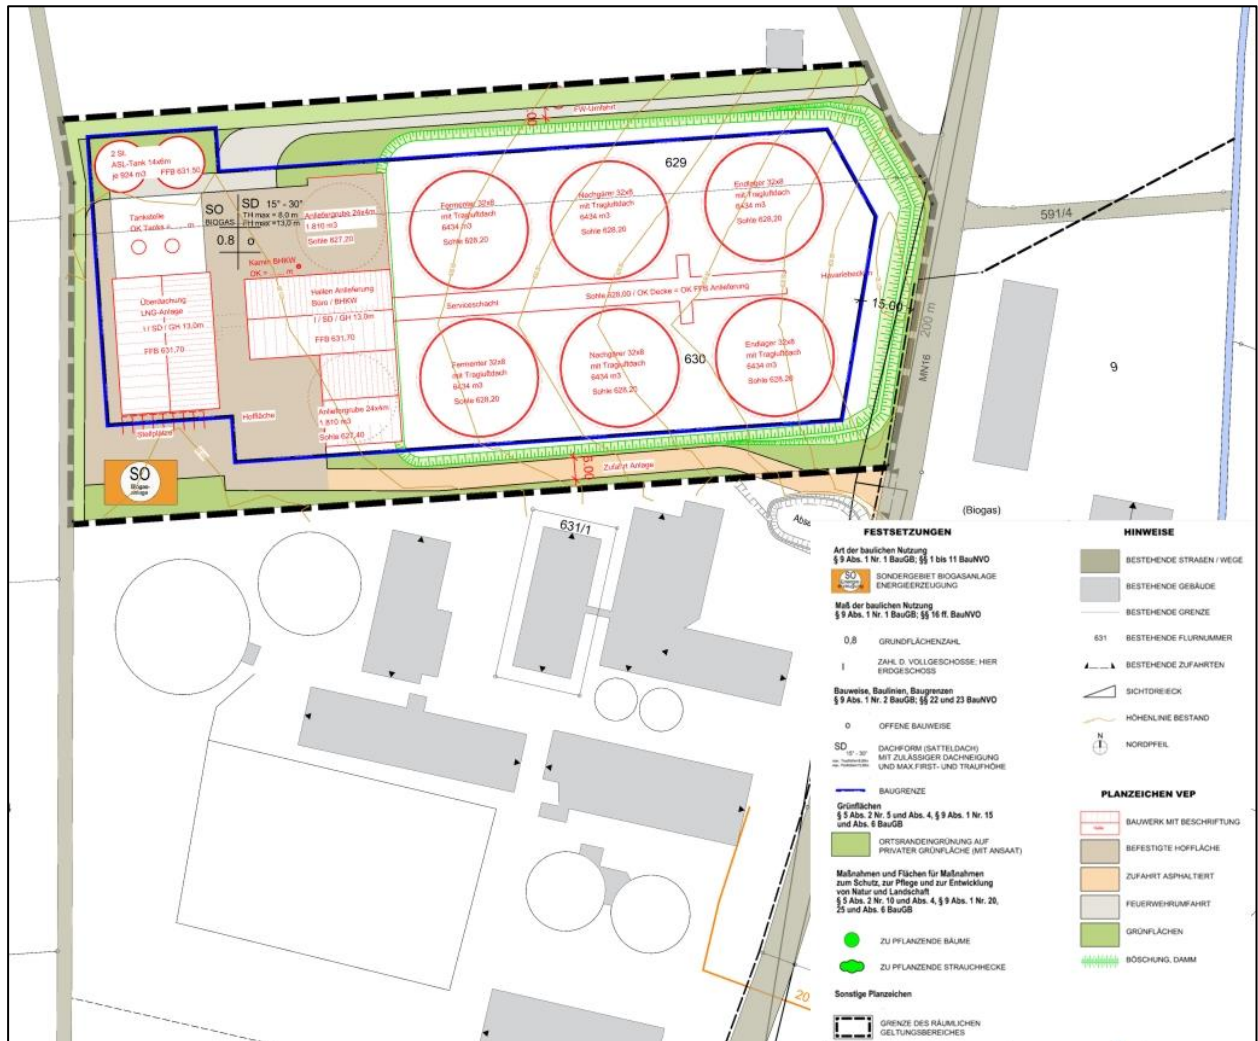 FW-Umfahrt
2 St.
ASL-Tank 14x6m
je 924 m3 FFB 631,50
629
Fermenter 32x8
mit Tragluftdach
6434 m3
Sohle 628,20
Nachgärer 32x8
mit Tragluftdach
6434 m3
Sohle 628,20
Endlager 32x8
mit Tragluftdach
6434 m3
Sohle 628,20
591/4
SO
BIOGAS
SD 15° - 30°
TH max = 8,0 m
FH max =13,0 m
0.8 o
Anliefergrube 24x4m
1.810 m3
Sohle 627,20
Tankstelle
OK Tanks = m
Kamin BHKW
OK = m
Überdachung
LNG-Anlage
I / SD / GH 13,0m
FFB 631,70
Hallen Anlieferung
Büro / BHKW
I / SD / GH 13,0m
FFB 631,70
Serviceschacht
Sohle 628,00 / OK Decke = OK FFB Anlieferung
Havariebecken
15.00
MN16 200 m
9
Fermenter 32x8
mit Tragluftdach
6434 m3
Sohle 628,20
Nachgärer 32x8
mit Tragluftdach
6434 m3
Sohle 628,20
630
Endlager 32x8
mit Tragluftdach
6434 m3
Sohle 628,20
Anliefergrube 24x4m
1.810 m3
Sohle 627,40
Hoffläche
Stellplätze
Zufahrt Anlage
SO
Biogas-
anlage
631/1
(Biogas)
20
FESTSETZUNGEN
Art der baulichen Nutzung
§ 9 Abs. 1 Nr. 1 BauGB; §§ 1 bis 11 BauNVO
SO
SONDERGEBIET BIOGASANLAGE
ENERGIEERZEUGUNG
Maß der baulichen Nutzung
§ 9 Abs. 1 Nr. 1 BauGB; §§ 16 ff. BauNVO
0,8 GRUNDFLÄCHENZAHL
I ZAHL D. VOLLGESCHOSSE; HIER
ERDGESCHOSS
Bauweise, Baulinien, Baugrenzen
§ 9 Abs. 1 Nr. 2 BauGB; §§ 22 und 23 BauNVO
o OFFENE BAUWEISE
SD 15° - 30° DACHFORM (SATTELDACH)
MIT ZULÄSSIGER DACHNEIGUNG
UND MAX.FIRST- UND TRAUFHÖHE
BAUGRENZE
Grünflächen
§ 5 Abs. 2 Nr. 5 und Abs. 4, § 9 Abs. 1 Nr. 15
und Abs. 6 BauGB
ORTSRANDEINGRÜNUNG AUF
PRIVATER GRÜNFLÄCHE (MIT ANSAAT)
Maßnahmen und Flächen für Maßnahmen
zum Schutz, zur Pflege und zur Entwicklung
von Natur und Landschaft
§ 5 Abs. 2 Nr. 10 und Abs. 4, § 9 Abs. 1 Nr. 20,
25 und Abs. 6 BauGB
ZU PFLANZENDE BÄUME
ZU PFLANZENDE STRAUCHHECKE
Sonstige Planzeichen
GRENZE DES RÄUMLICHEN
GELTUNGSBEREICHES
HINWEISE
BESTEHENDE STRAßEN / WEGE
BESTEHENDE GEBÄUDE
BESTEHENDE GRENZE
631 BESTEHENDE FLURNUMMER
BESTEHENDE ZUFAHRTEN
SICHTDREIECK
HÖHENLINIE BESTAND
N
NORDPFEIL
PLANZEICHEN VEP
BAUWERK MIT BESCHRIFTUNG
BEFESTIGTE HOFFLÄCHE
ZUFAHRT ASPHALTIERT
FEUERWEHRUMFAHRT
GRÜNFLÄCHEN
BÖSCHUNG, DAMM